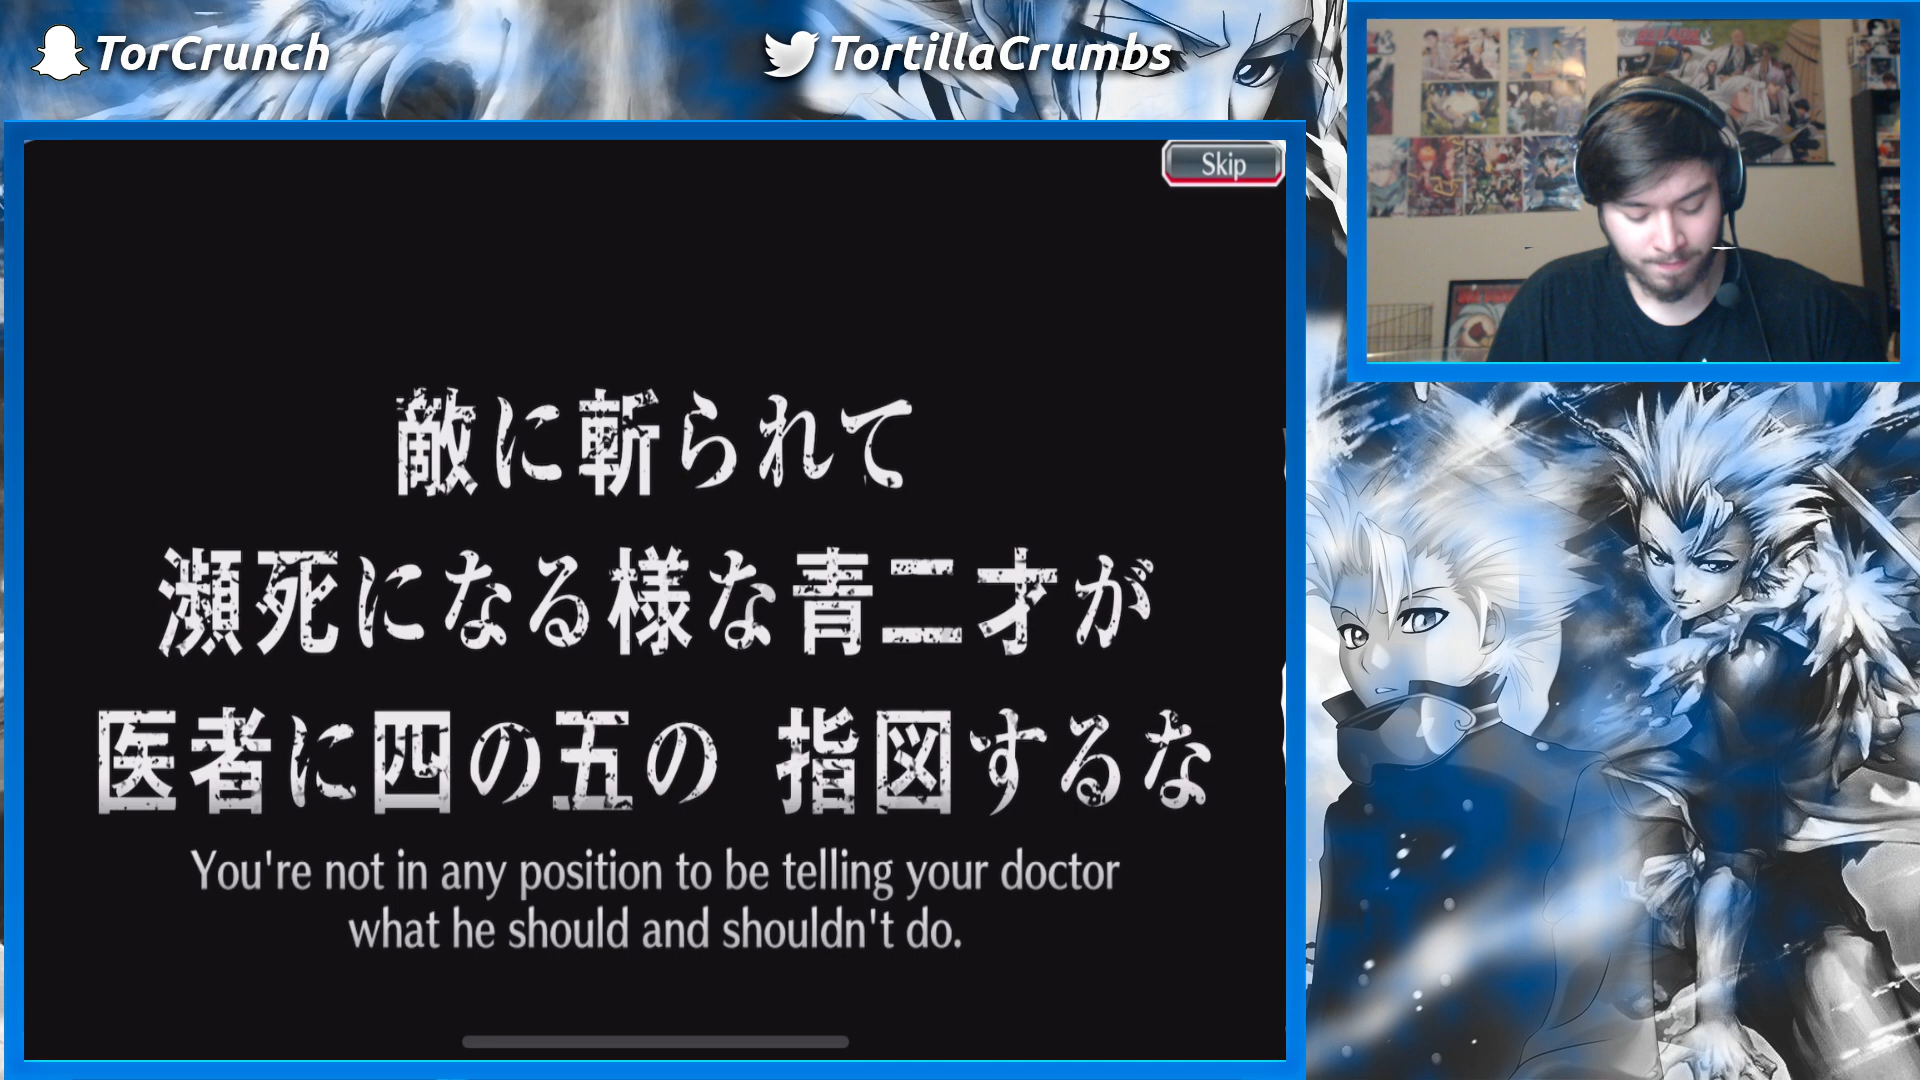 TorCrunch
TortillaCrumbs
Skip
敵に斬られて
瀕死になる様な青二才が
医者に四の五の 指図するな
You're not in any position to be telling your doctor
what he should and shouldn't do.